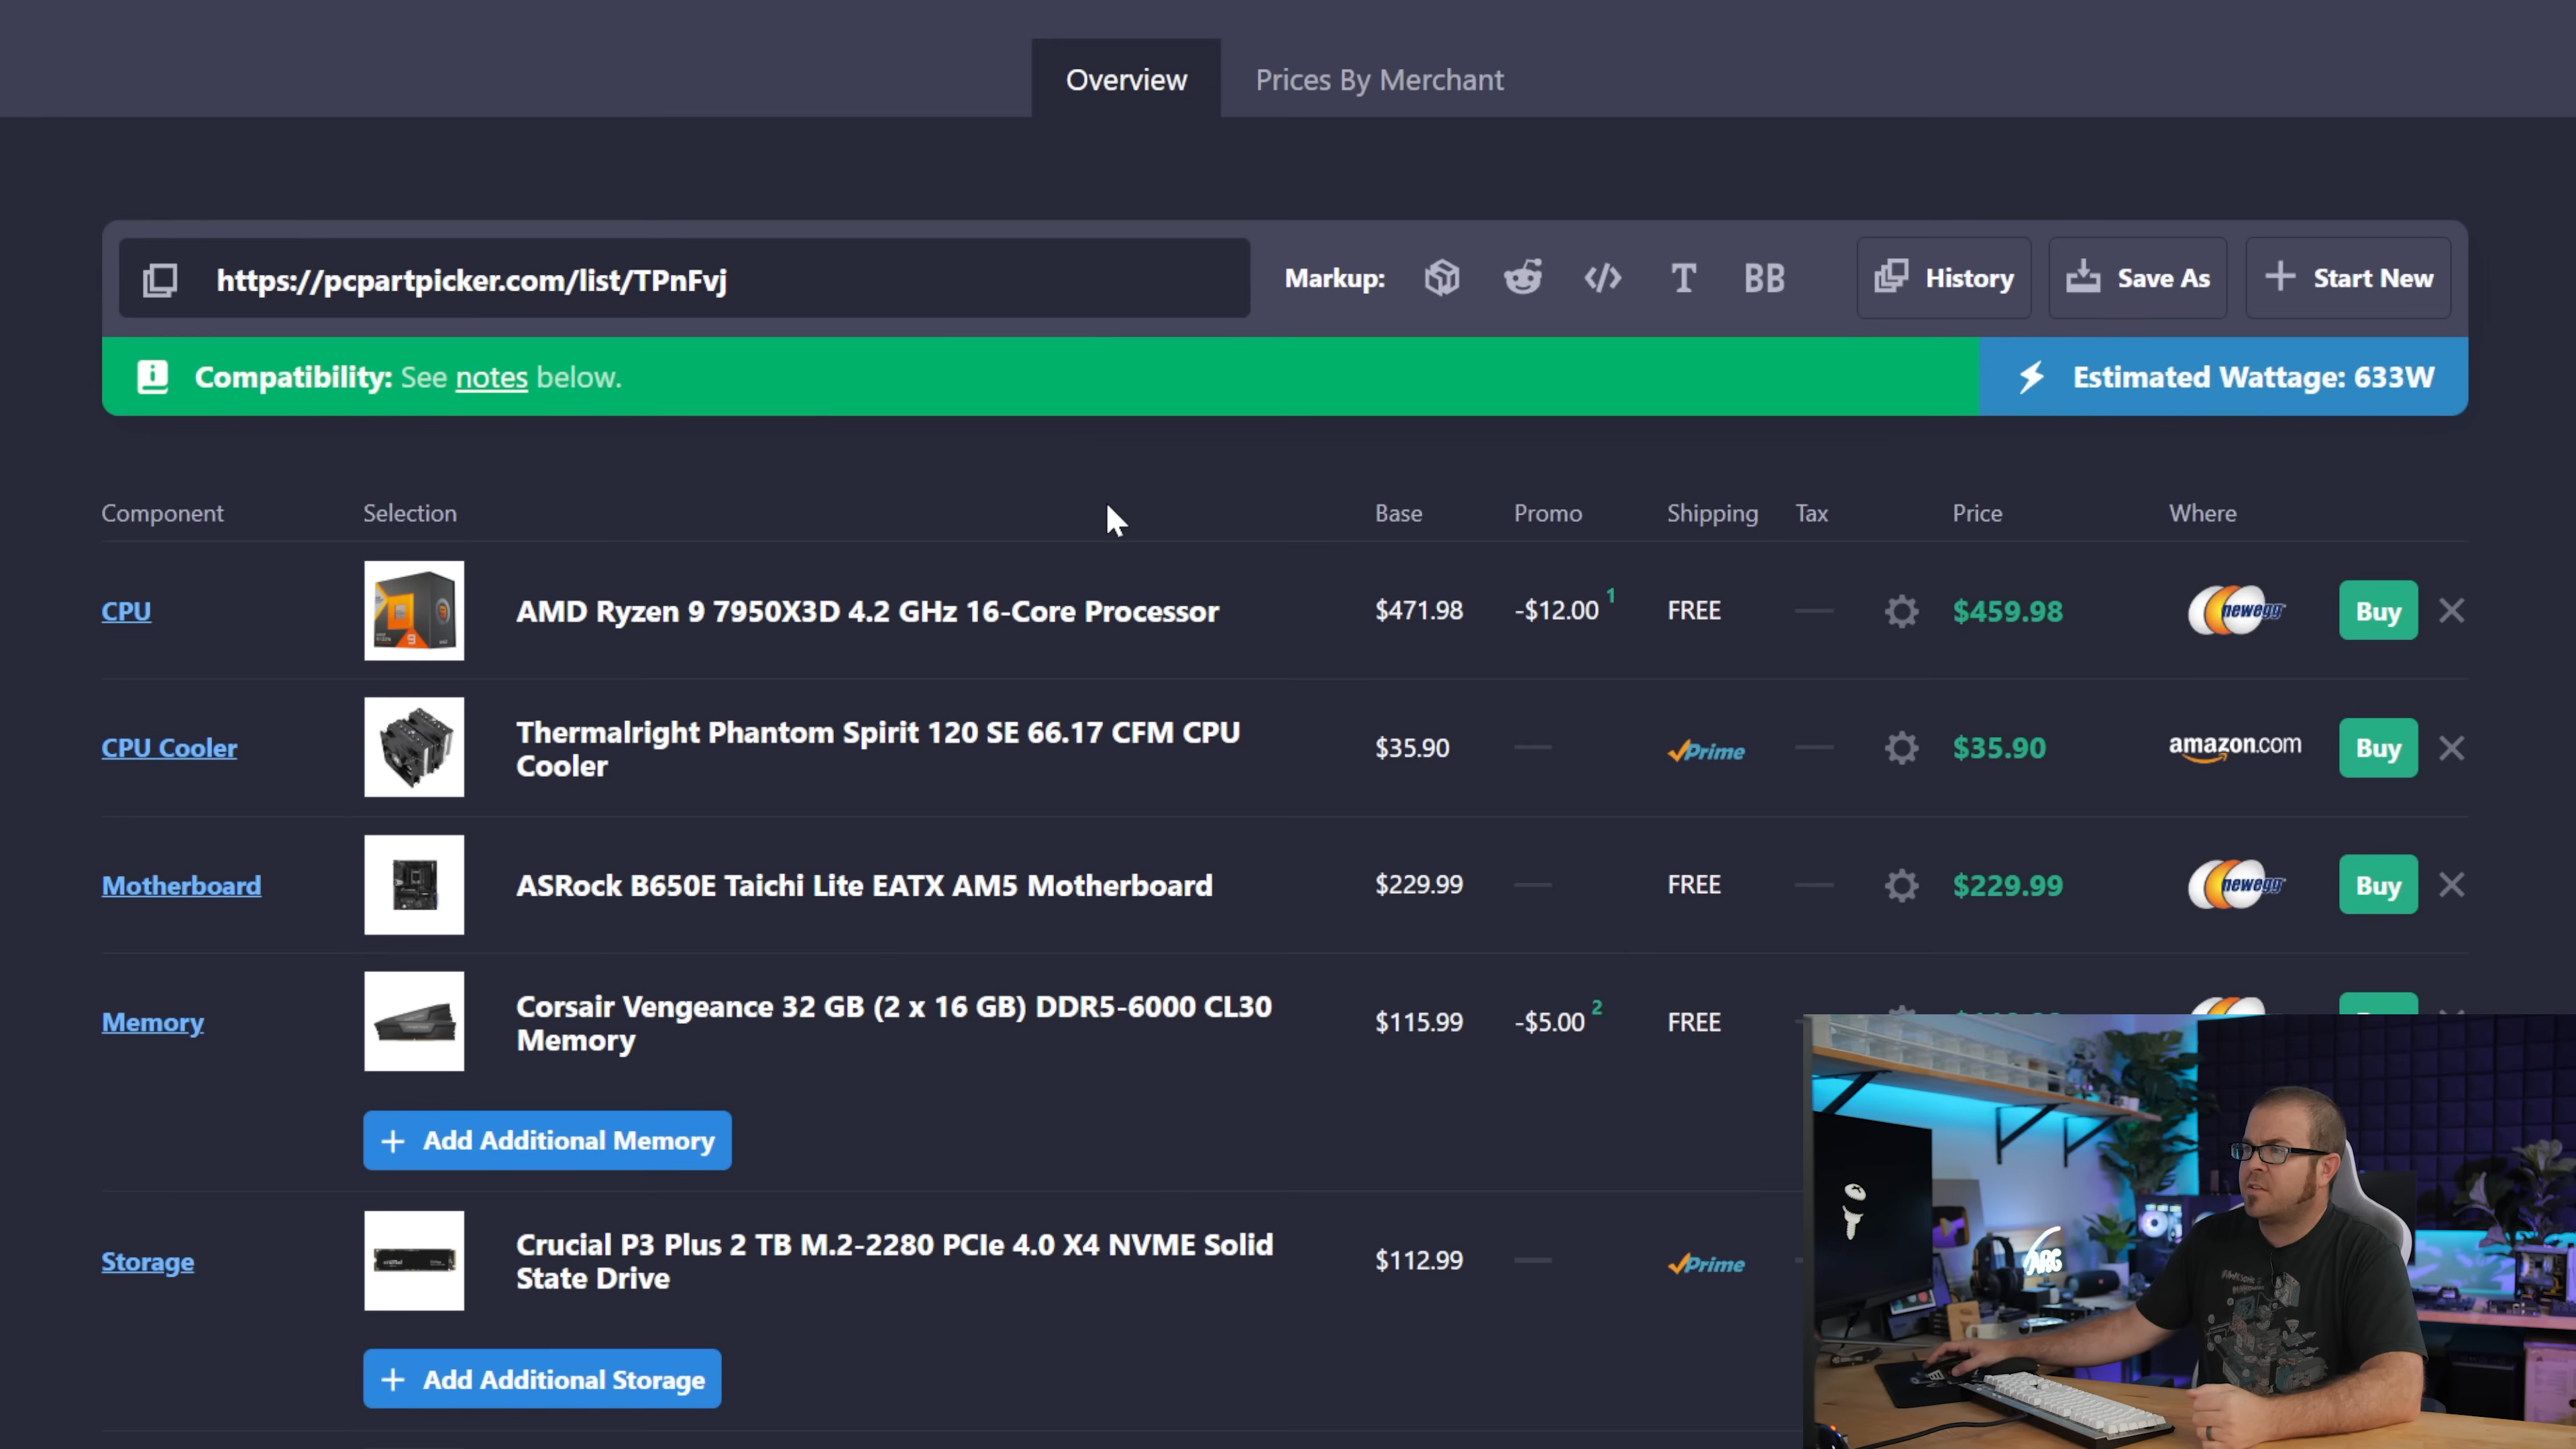 Overview Prices By Merchant
https://pcpartpicker.com/list/TPnFvj Markup: T BB History Save As Start New
Compatibility: See notes below. Estimated Wattage: 633W
Component Selection Base Promo Shipping Tax Price Where
CPU AMD Ryzen 9 7950X3D 4.2 GHz 16-Core Processor $471.98 -$12.00 1 FREE — $459.98 newegg Buy
CPU Cooler Thermalright Phantom Spirit 120 SE 66.17 CFM CPU
Cooler $35.90 — Prime — $35.90 amazon.com Buy
Motherboard ASRock B650E Taichi Lite EATX AM5 Motherboard $229.99 — FREE — $229.99 newegg Buy
Memory Corsair Vengeance 32 GB (2 x 16 GB) DDR5-6000 CL30
Memory $115.99 -$5.00 2 FREE
+ Add Additional Memory
Storage Crucial P3 Plus 2 TB M.2-2280 PCIe 4.0 X4 NVME Solid
State Drive $112.99 — Prime
+ Add Additional Storage
ARG